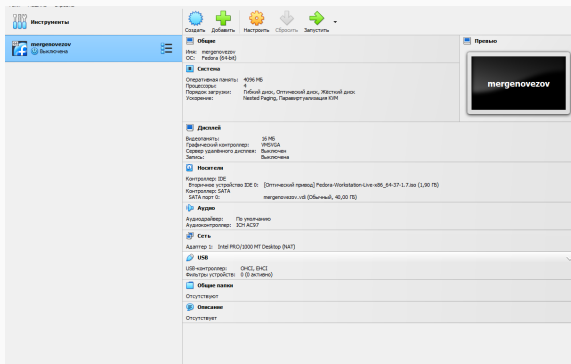 Инструменты
mergenovezov
Выключена
Создать Добавить Настроить Сбросить Запустить
Общие
Имя: mergenovezov
ОС: Fedora (64-bit)
Система
Оперативная память: 4096 МБ
Процессоры: 4
Порядок загрузки: Гибкий диск, Оптический диск, Жёсткий диск
Ускорение: Nested Paging, Паравиртуализация KVM
Превью
mergenovezov
Дисплей
Видеопамять: 16 МБ
Графический контроллер: VMSVGA
Сервер удалённого дисплея: Выключен
Запись: Выключена
Носители
Контроллер: IDE
Вторичное устройство IDE 0: [Оптический привод] Fedora-Workstation-Live-x86_64-37-1.7.iso (1,90 ГБ)
Контроллер: SATA
SATA порт 0: mergenovezov.vdi (Обычный, 40,00 ГБ)
Аудио
Аудиодрайвер: По умолчанию
Аудиоконтроллер: ICH AC97
Сеть
Адаптер 1: Intel PRO/1000 MT Desktop (NAT)
USB
USB-контроллер: OHCI, EHCI
Фильтры устройств: 0 (0 активно)
Общие папки
Отсутствуют
Описание
Отсутствует